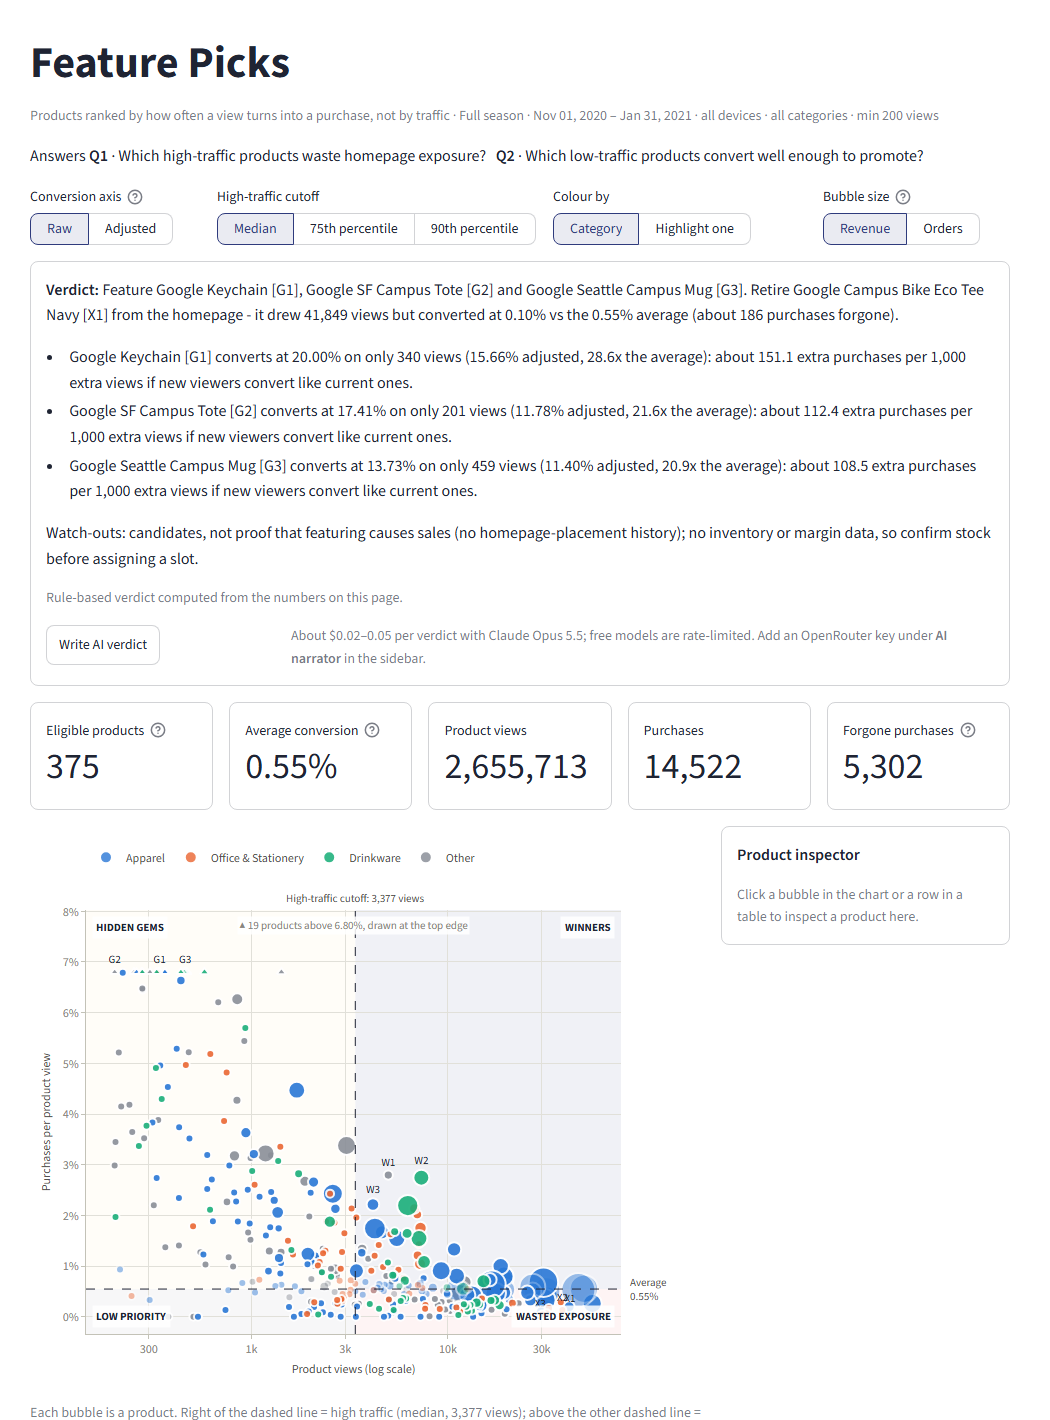 Feature Picks
Products ranked by how often a view turns into a purchase, not by traffic · Full season · Nov 01, 2020 – Jan 31, 2021 · all devices · all categories · min 200 views
Answers Q1 · Which high-traffic products waste homepage exposure? Q2 · Which low-traffic products convert well enough to promote?
Conversion axis
High-traffic cutoff
Colour by
Bubble size
Raw Adjusted
Median 75th percentile 90th percentile
Category Highlight one
Revenue Orders
Verdict: Feature Google Keychain [G1], Google SF Campus Tote [G2] and Google Seattle Campus Mug [G3]. Retire Google Campus Bike Eco Tee
Navy [X1] from the homepage - it drew 41,849 views but converted at 0.10% vs the 0.55% average (about 186 purchases forgone).
• Google Keychain [G1] converts at 20.00% on only 340 views (15.66% adjusted, 28.6x the average): about 151.1 extra purchases per 1,000
extra views if new viewers convert like current ones.
• Google SF Campus Tote [G2] converts at 17.41% on only 201 views (11.78% adjusted, 21.6x the average): about 112.4 extra purchases per
1,000 extra views if new viewers convert like current ones.
• Google Seattle Campus Mug [G3] converts at 13.73% on only 459 views (11.40% adjusted, 20.9x the average): about 108.5 extra purchases
per 1,000 extra views if new viewers convert like current ones.
Watch-outs: candidates, not proof that featuring causes sales (no homepage-placement history); no inventory or margin data, so confirm stock
before assigning a slot.
Rule-based verdict computed from the numbers on this page.
Write AI verdict
About $0.02–0.05 per verdict with Claude Opus 5.5; free models are rate-limited. Add an OpenRouter key under AI
narrator in the sidebar.
Eligible products
375
Average conversion
0.55%
Product views
2,655,713
Purchases
14,522
Forgone purchases
5,302
Apparel Office & Stationery Drinkware Other
Product inspector
Click a bubble in the chart or a row in a
table to inspect a product here.
High-traffic cutoff: 3,377 views
8%
HIDDEN GEMS
▲ 19 products above 6.80%, drawn at the top edge
WINNERS
7%
G2 G1 G3
6%
5%
4%
3%
W1 W2
W3
2%
1%
Average
0.55%
X3 X2 X1
0%
LOW PRIORITY
WASTED EXPOSURE
Purchases per product view
300 1k 3k 10k 30k
Product views (log scale)
Each bubble is a product. Right of the dashed line = high traffic (median, 3,377 views); above the other dashed line =